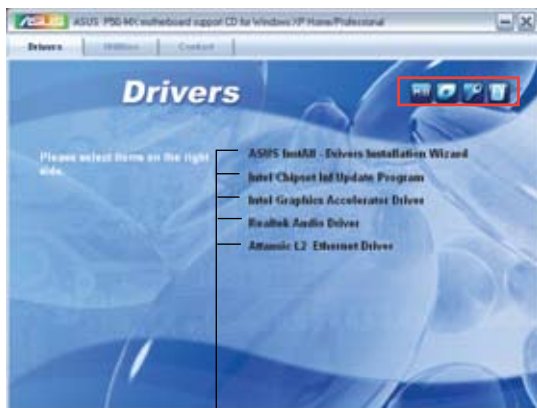 ASUS P5G-MX motherboard support CD for Windows XP Home/Professional
Drivers Utilities Contact
Drivers
Please select items on the right side.
ASUS InstAll - Drivers Installation Wizard
Intel Chipset Inf Update Program
Intel Graphics Accelerator Driver
Realtek Audio Driver
Attansic L2 Ethernet Driver